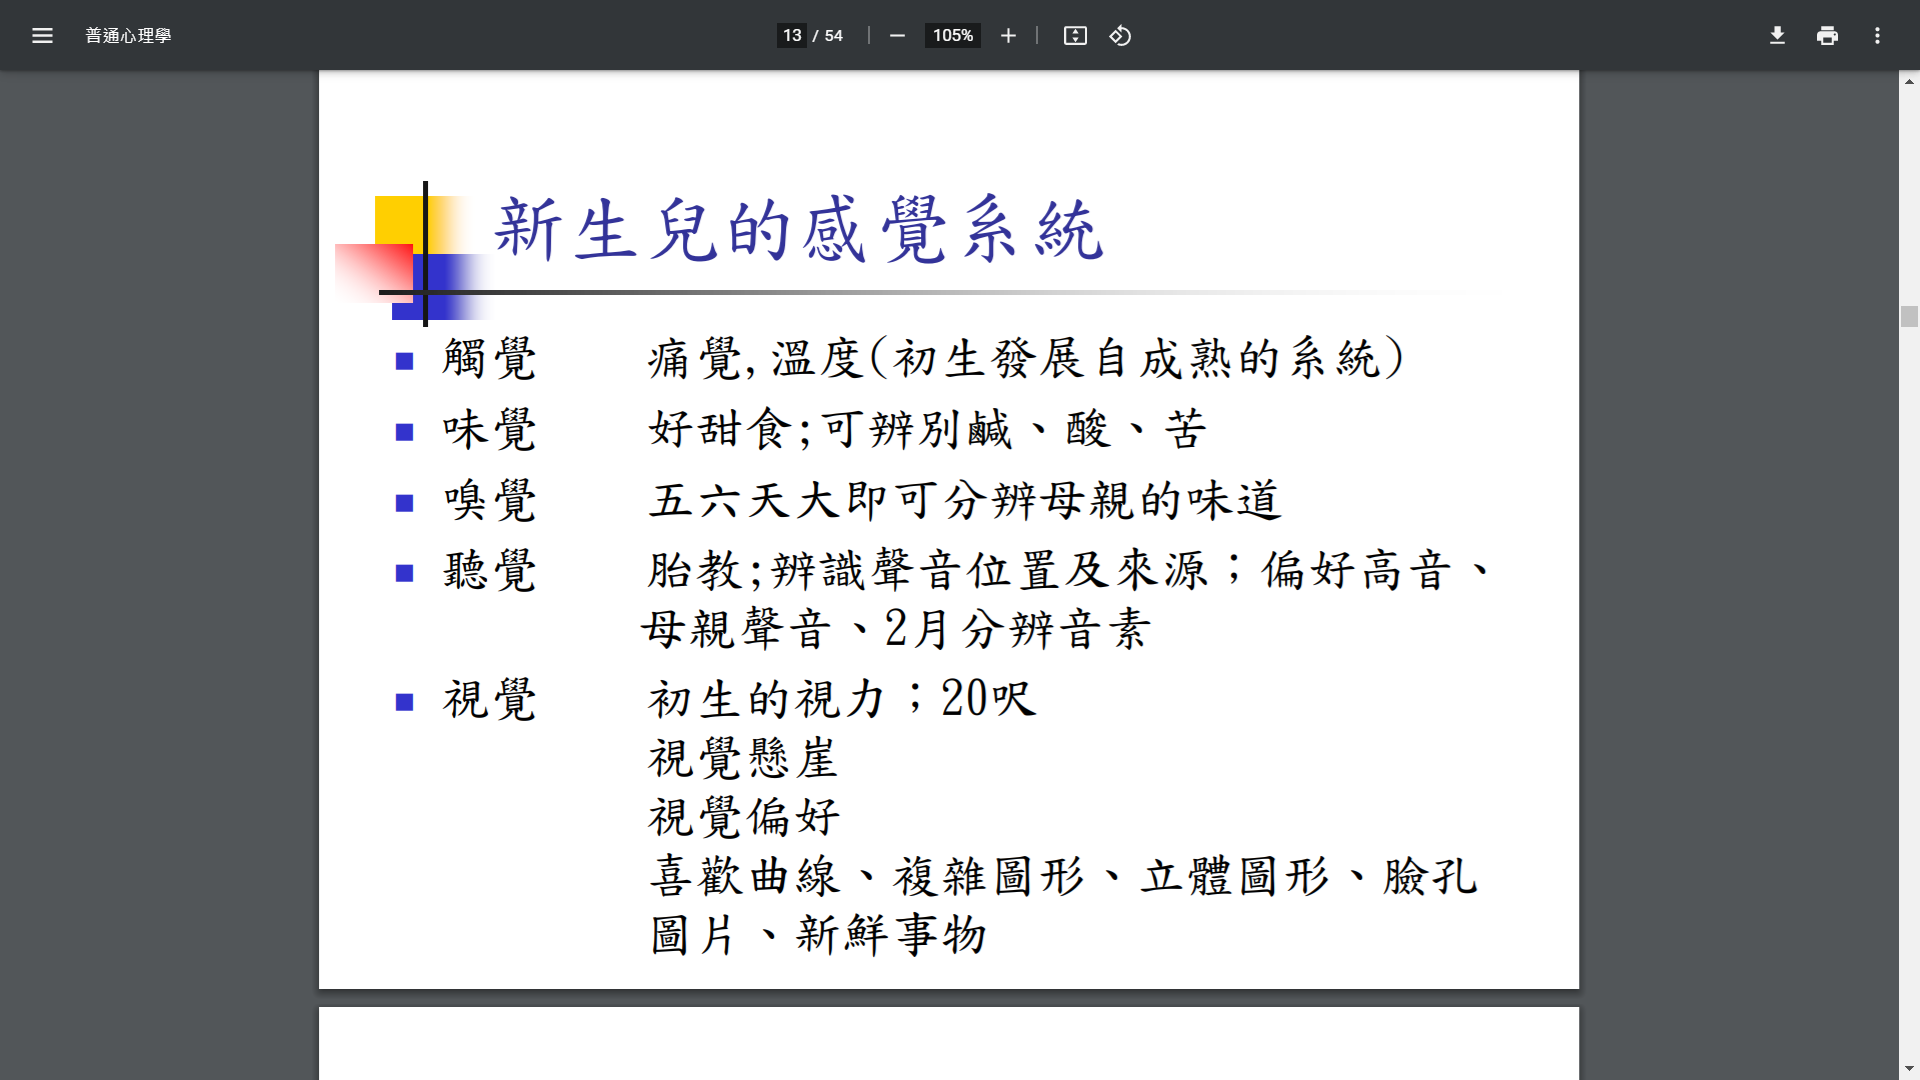 普通心理學
13 / 54
105%
新生兒的感覺系統
觸覺 痛覺,溫度(初生發展自成熟的系統)
味覺 好甜食;可辨別鹹、酸、苦
嗅覺 五六天大即可分辨母親的味道
聽覺 胎教;辨識聲音位置及來源；偏好高音、
母親聲音、2月分辨音素
視覺 初生的視力；20呎
視覺懸崖
視覺偏好
喜歡曲線、複雜圖形、立體圖形、臉孔
圖片、新鮮事物